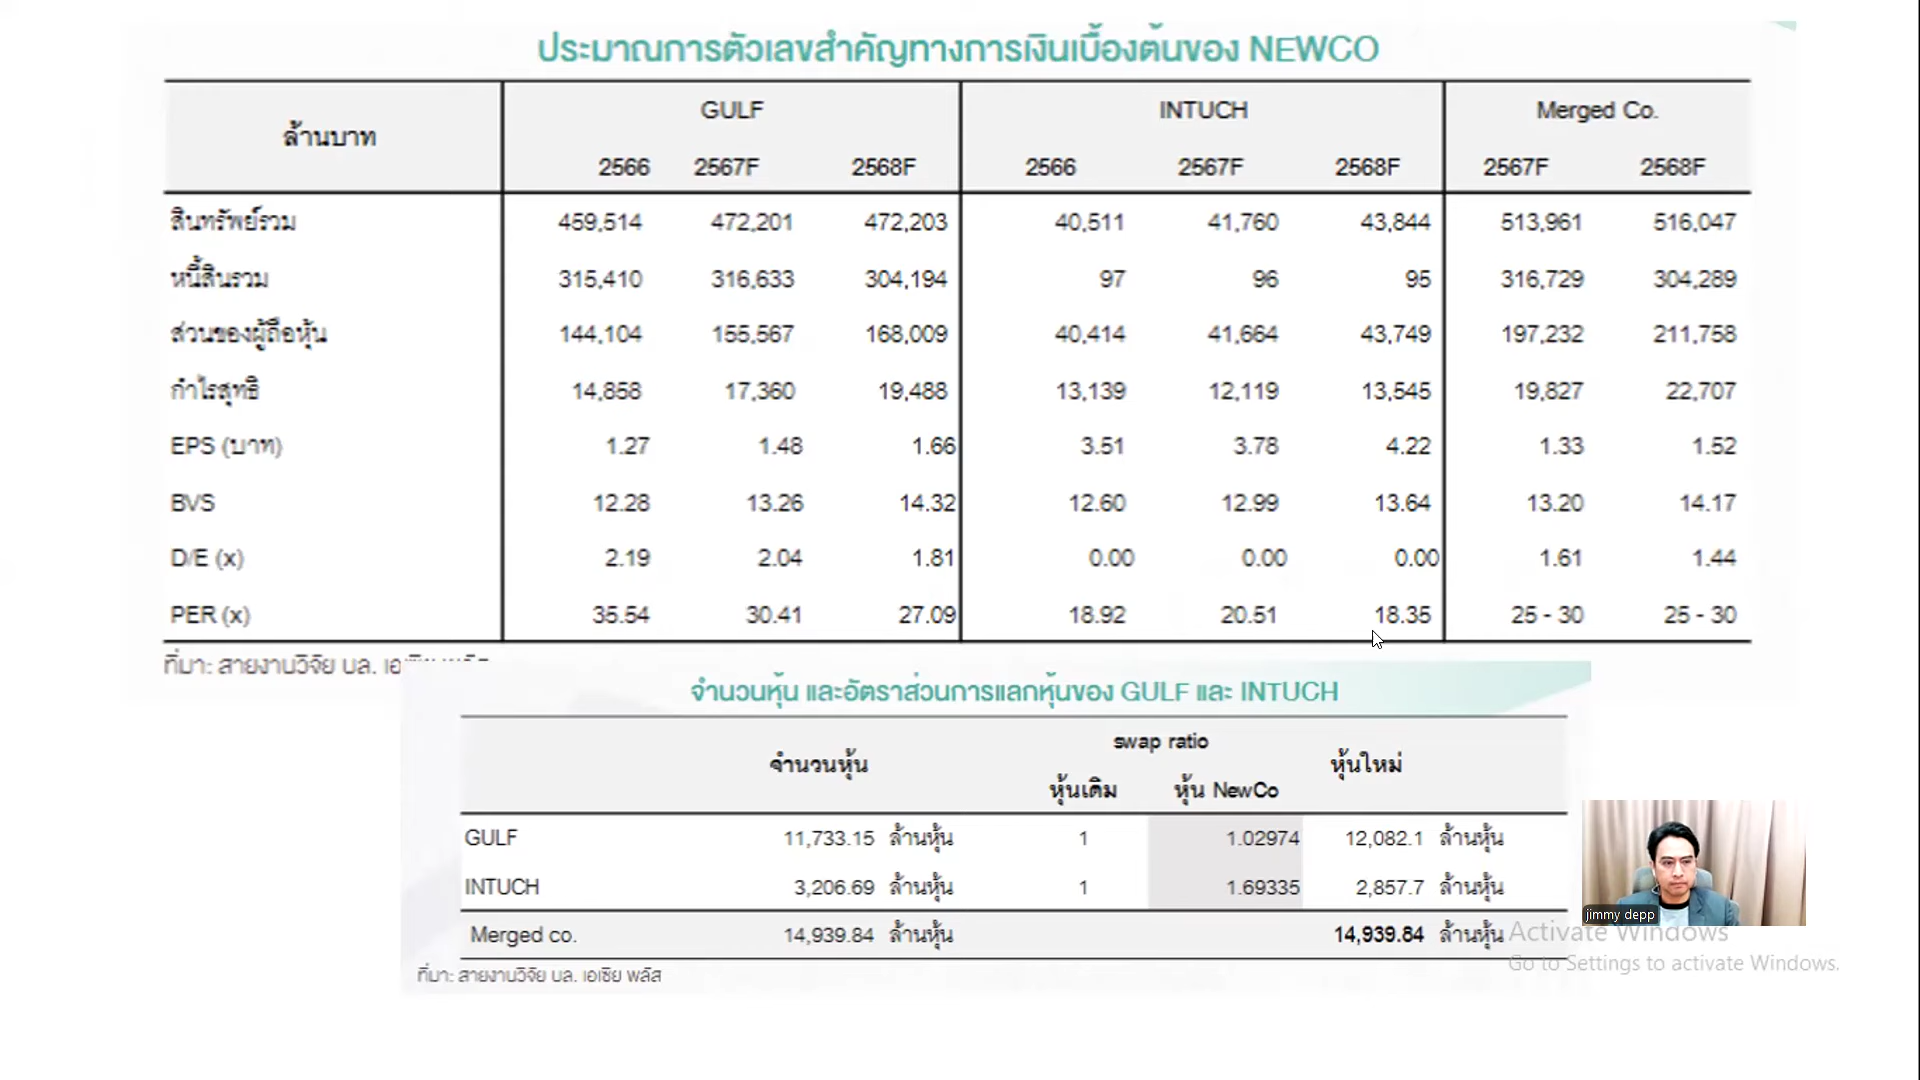 ประมาณการตัวเลขสำคัญทางการเงินเบื้องต้นของ NEWCO
ล้านบาท GULF INTUCH Merged Co.
2566 2567F 2568F 2566 2567F 2568F 2567F 2568F
สินทรัพย์รวม 459,514 472,201 472,203 40,511 41,760 43,844 513,961 516,047
หนี้สินรวม 315,410 316,633 304,194 97 96 95 316,729 304,289
ส่วนของผู้ถือหุ้น 144,104 155,567 168,009 40,414 41,664 43,749 197,232 211,758
กำไรสุทธิ 14,858 17,360 19,488 13,139 12,119 13,545 19,827 22,707
EPS (บาท) 1.27 1.48 1.66 3.51 3.78 4.22 1.33 1.52
BVS 12.28 13.26 14.32 12.60 12.99 13.64 13.20 14.17
D/E (x) 2.19 2.04 1.81 0.00 0.00 0.00 1.61 1.44
PER (x) 35.54 30.41 27.09 18.92 20.51 18.35 25 - 30 25 - 30
ที่มา: สายงานวิจัย บล.
จำนวนหุ้น และอัตราส่วนการแลกหุ้นของ GULF และ INTUCH
จำนวนหุ้น swap ratio หุ้นใหม่
หุ้นเดิม หุ้น NewCo
GULF 11,733.15 ล้านหุ้น 1 1.02974 12,082.1 ล้านหุ้น
INTUCH 3,206.69 ล้านหุ้น 1 1.69335 2,857.7 ล้านหุ้น
Merged co. 14,939.84 ล้านหุ้น 14,939.84 ล้านหุ้น
ที่มา: สายงานวิจัย บล. เอเซีย พลัส
jimmy depp
Activate Windows
Go to Settings to activate Windows.